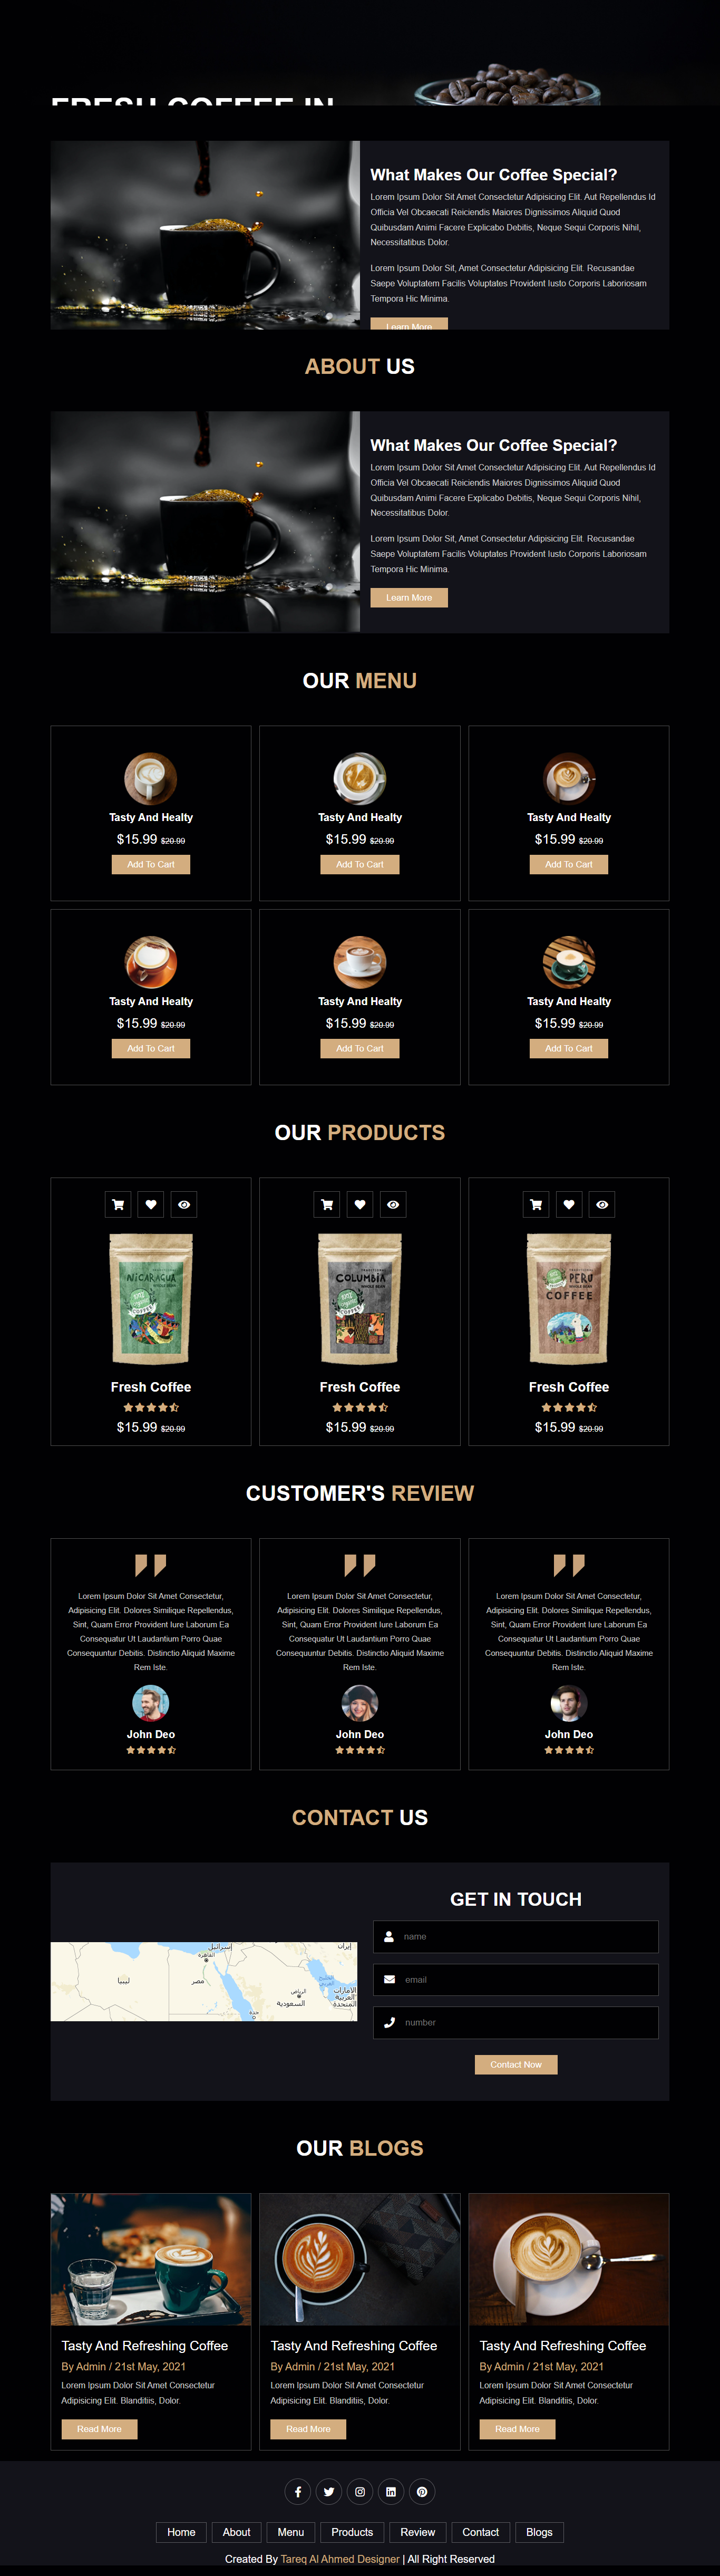 FRESH COFFEE IN
What Makes Our Coffee Special?
Lorem Ipsum Dolor Sit Amet Consectetur Adipisicing Elit. Aut Repellendus Id
Officia Vel Obcaecati Reiciendis Maiores Dignissimos Aliquid Quod
Quibusdam Animi Facere Explicabo Debitis, Neque Sequi Corporis Nihil,
Necessitatibus Dolor.
Lorem Ipsum Dolor Sit, Amet Consectetur Adipisicing Elit. Recusandae
Saepe Voluptatem Facilis Voluptates Provident Iusto Corporis Laboriosam
Tempora Hic Minima.
Learn More
ABOUT US
What Makes Our Coffee Special?
Lorem Ipsum Dolor Sit Amet Consectetur Adipisicing Elit. Aut Repellendus Id
Officia Vel Obcaecati Reiciendis Maiores Dignissimos Aliquid Quod
Quibusdam Animi Facere Explicabo Debitis, Neque Sequi Corporis Nihil,
Necessitatibus Dolor.
Lorem Ipsum Dolor Sit, Amet Consectetur Adipisicing Elit. Recusandae
Saepe Voluptatem Facilis Voluptates Provident Iusto Corporis Laboriosam
Tempora Hic Minima.
Learn More
OUR MENU
Tasty And Healty
$15.99 $20.99
Add To Cart
Tasty And Healty
$15.99 $20.99
Add To Cart
Tasty And Healty
$15.99 $20.99
Add To Cart
Tasty And Healty
$15.99 $20.99
Add To Cart
Tasty And Healty
$15.99 $20.99
Add To Cart
Tasty And Healty
$15.99 $20.99
Add To Cart
OUR PRODUCTS
NICARAGUA
WHOLE BEAN
COFFEE
Fresh Coffee
$15.99 $20.99
COLUMBIA
WHOLE BEAN
COFFEE
Fresh Coffee
$15.99 $20.99
PERU
WHOLE BEAN
COFFEE
Fresh Coffee
$15.99 $20.99
CUSTOMER'S REVIEW
Lorem Ipsum Dolor Sit Amet Consectetur,
Adipisicing Elit. Dolores Similique Repellendus,
Sint, Quam Error Provident Iure Laborum Ea
Consequatur Ut Laudantium Porro Quae
Consequuntur Debitis. Distinctio Aliquid Maxime
Rem Iste.
John Deo
Lorem Ipsum Dolor Sit Amet Consectetur,
Adipisicing Elit. Dolores Similique Repellendus,
Sint, Quam Error Provident Iure Laborum Ea
Consequatur Ut Laudantium Porro Quae
Consequuntur Debitis. Distinctio Aliquid Maxime
Rem Iste.
John Deo
Lorem Ipsum Dolor Sit Amet Consectetur,
Adipisicing Elit. Dolores Similique Repellendus,
Sint, Quam Error Provident Iure Laborum Ea
Consequatur Ut Laudantium Porro Quae
Consequuntur Debitis. Distinctio Aliquid Maxime
Rem Iste.
John Deo
CONTACT US
إسرائيل
إيران
القاهرة
ليبيا
مصر
الخليج
الرياض
السعودية
الإمارات
العربية
المتحدة
جدة
GET IN TOUCH
name
email
number
Contact Now
OUR BLOGS
Tasty And Refreshing Coffee
By Admin / 21st May, 2021
Lorem Ipsum Dolor Sit Amet Consectetur
Adipisicing Elit. Blanditiis, Dolor.
Read More
Tasty And Refreshing Coffee
By Admin / 21st May, 2021
Lorem Ipsum Dolor Sit Amet Consectetur
Adipisicing Elit. Blanditiis, Dolor.
Read More
Tasty And Refreshing Coffee
By Admin / 21st May, 2021
Lorem Ipsum Dolor Sit Amet Consectetur
Adipisicing Elit. Blanditiis, Dolor.
Read More
Home
About
Menu
Products
Review
Contact
Blogs
Created By Tareq Al Ahmed Designer | All Right Reserved